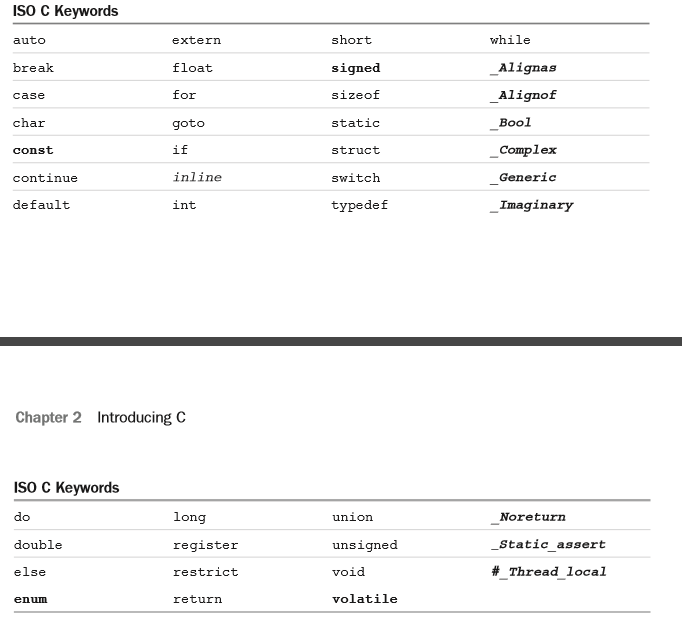 ISO C Keywords
auto extern short while
break float signed _Alignas
case for sizeof _Alignof
char goto static _Bool
const if struct _Complex
continue inline switch _Generic
default int typedef _Imaginary
Chapter 2 Introducing C
ISO C Keywords
do long union _Noreturn
double register unsigned _Static_assert
else restrict void #_Thread_local
enum return volatile